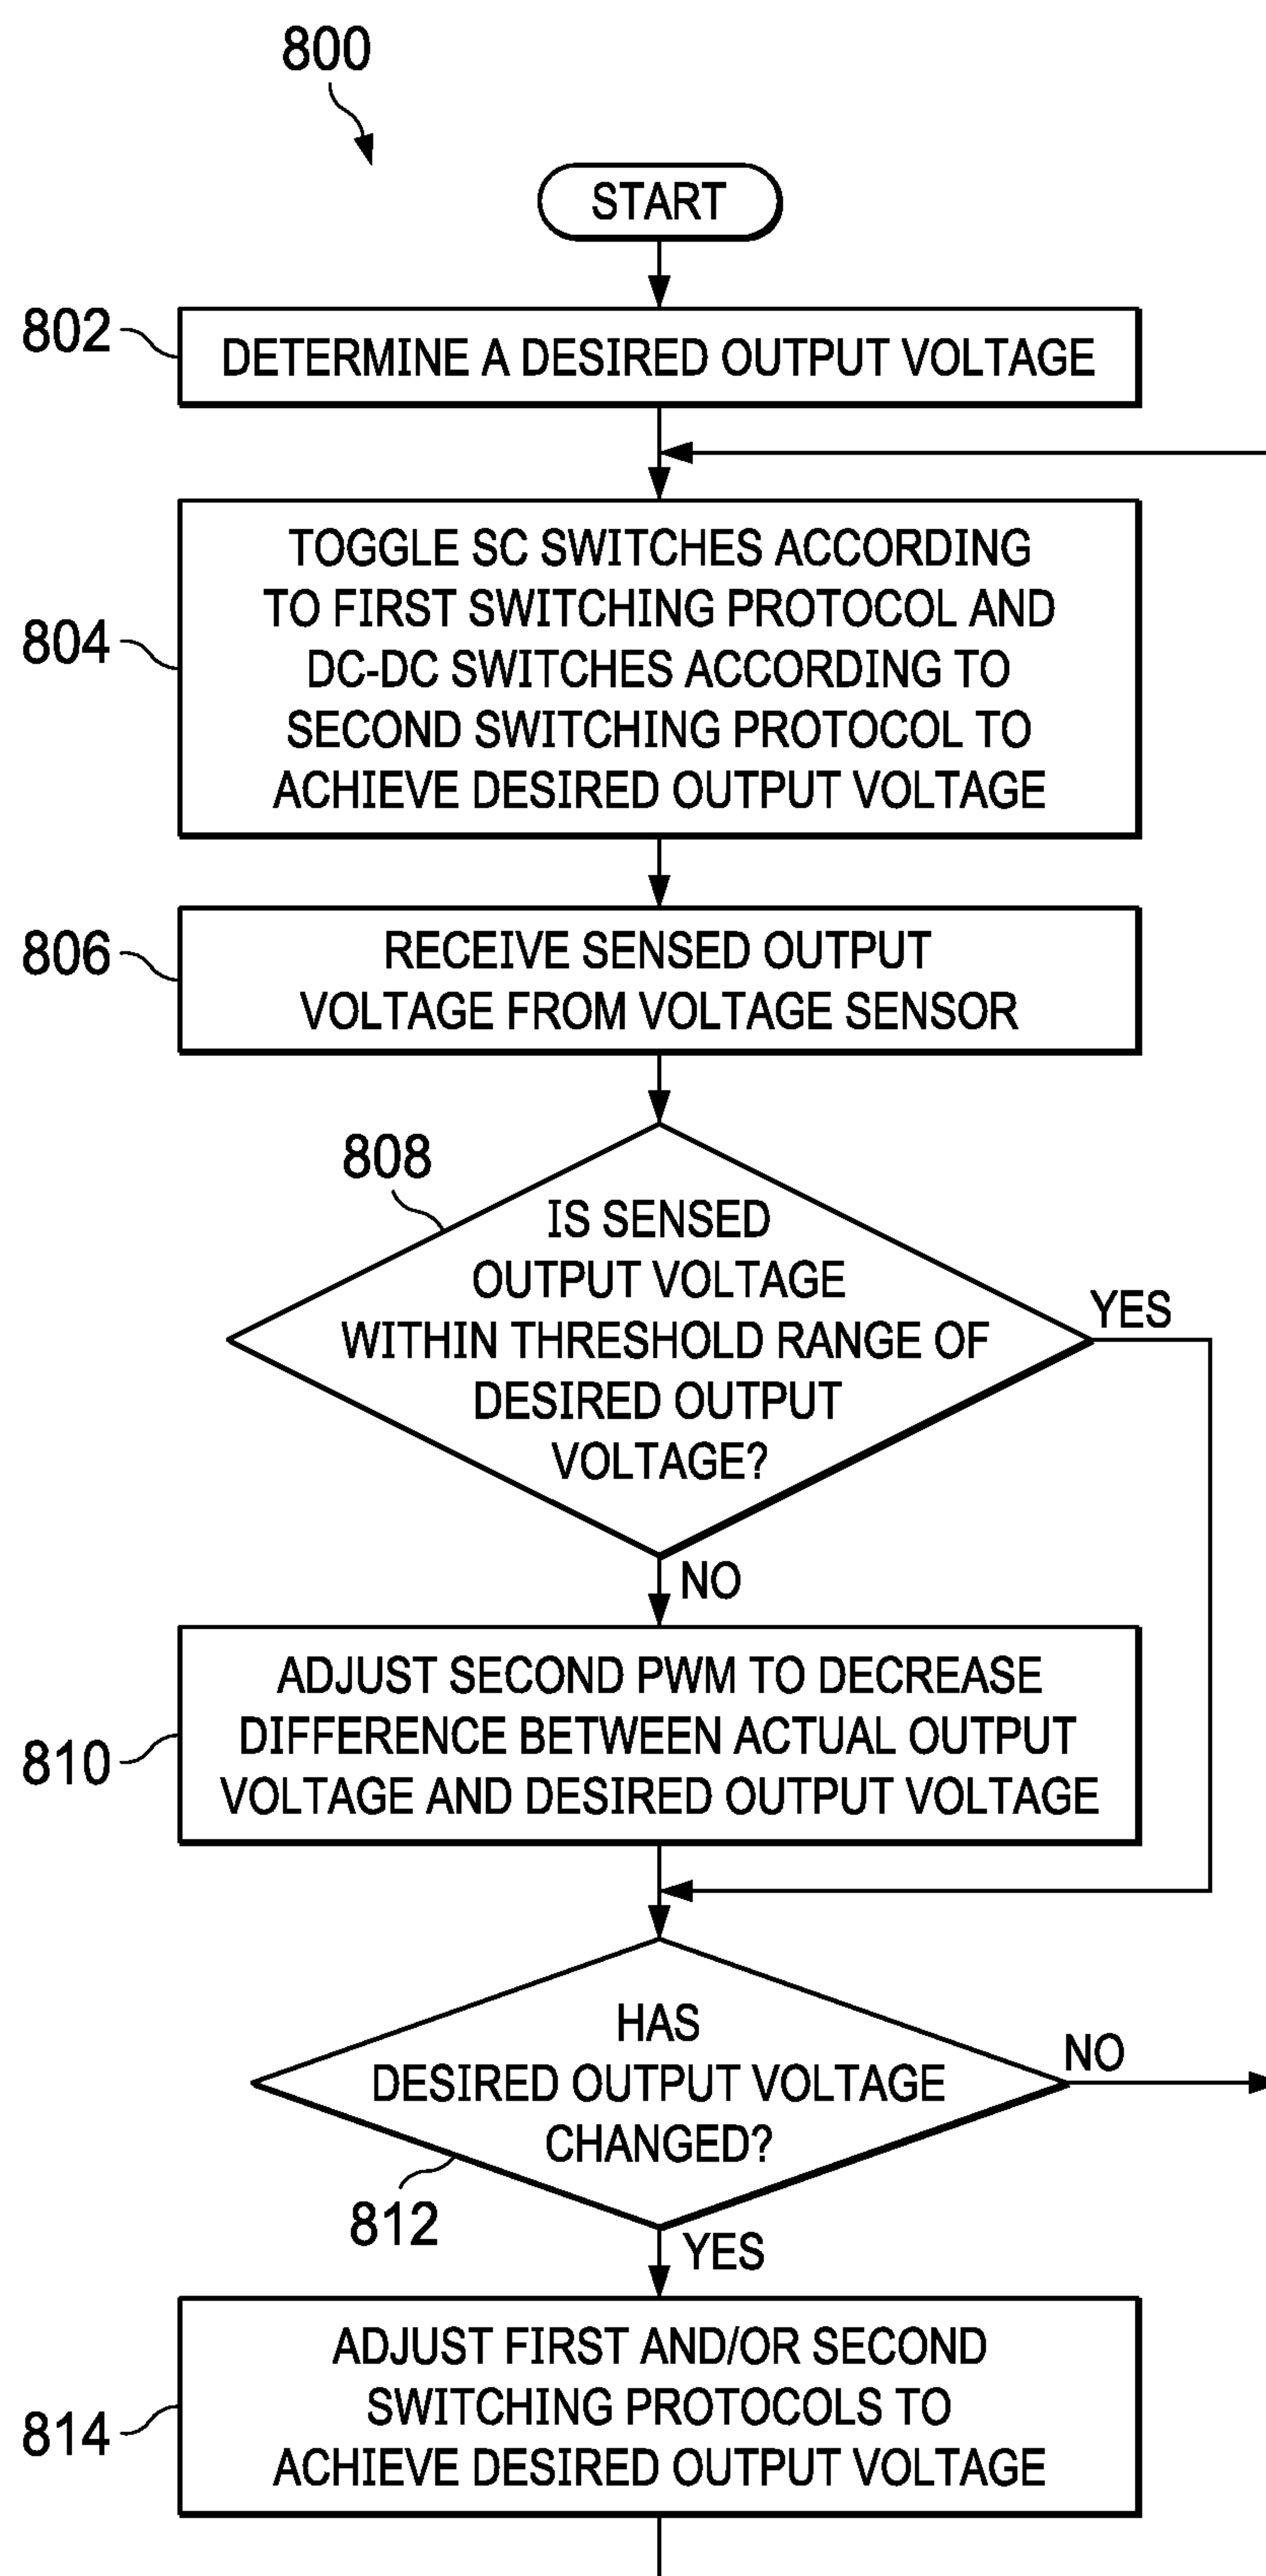 800
START
802
DETERMINE A DESIRED OUTPUT VOLTAGE
804
TOGGLE SC SWITCHES ACCORDING
TO FIRST SWITCHING PROTOCOL AND
DC-DC SWITCHES ACCORDING TO
SECOND SWITCHING PROTOCOL TO
ACHIEVE DESIRED OUTPUT VOLTAGE
806
RECEIVE SENSED OUTPUT
VOLTAGE FROM VOLTAGE SENSOR
808
IS SENSED
OUTPUT VOLTAGE
WITHIN THRESHOLD RANGE OF
DESIRED OUTPUT
VOLTAGE?
YES
NO
810
ADJUST SECOND PWM TO DECREASE
DIFFERENCE BETWEEN ACTUAL OUTPUT
VOLTAGE AND DESIRED OUTPUT VOLTAGE
HAS
DESIRED OUTPUT VOLTAGE
CHANGED?
NO
812
YES
814
ADJUST FIRST AND/OR SECOND
SWITCHING PROTOCOLS TO
ACHIEVE DESIRED OUTPUT VOLTAGE